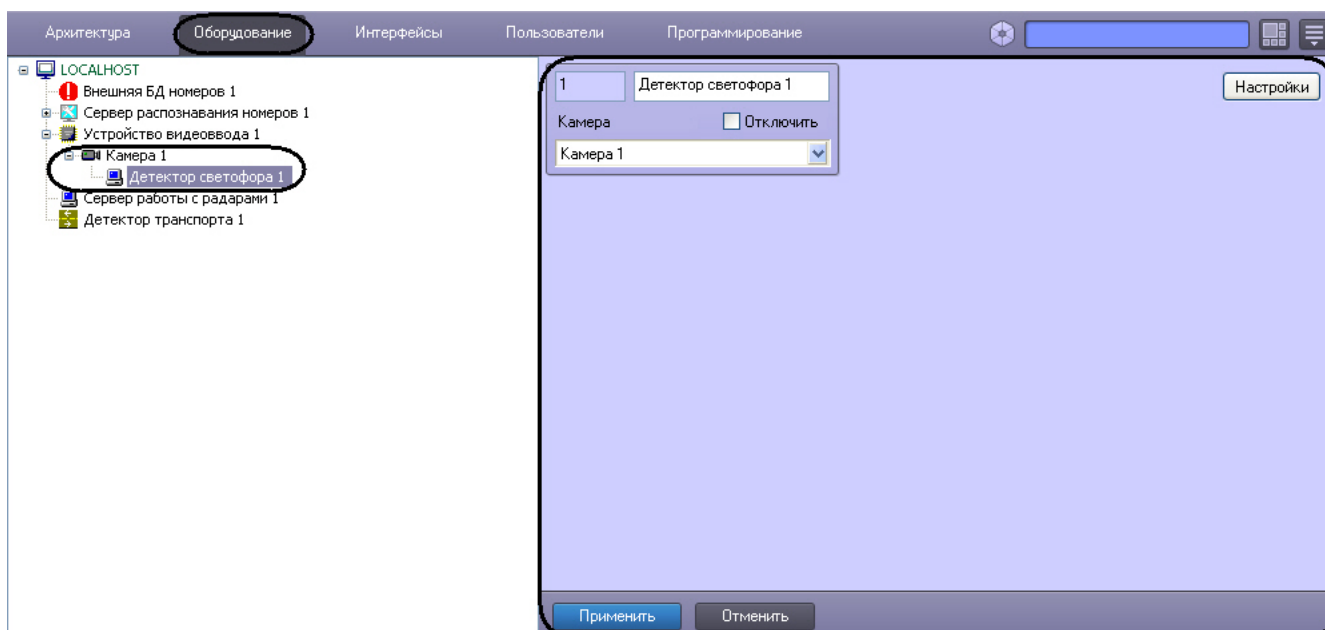 Архитектура Оборудование Интерфейсы Пользователи Программирование
LOCALHOST
Внешняя БД номеров 1
Сервер распознавания номеров 1
Устройство видеоввода 1
Камера 1
Детектор светофора 1
Сервер работы с радарами 1
Детектор транспорта 1
1 Детектор светофора 1
Настройки
Камера Отключить
Камера 1
Применить Отменить